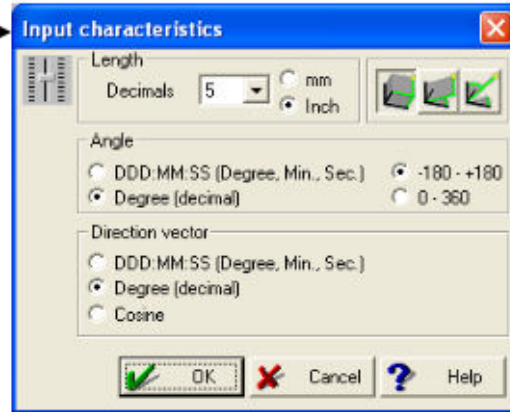 Input characteristics
Length
Decimals 5 mm
Inch
Angle
DDD:MM:SS (Degree, Min., Sec.) -180 - +180
Degree (decimal) 0 - 360
Direction vector
DDD:MM:SS (Degree, Min., Sec.)
Degree (decimal)
Cosine
OK Cancel Help